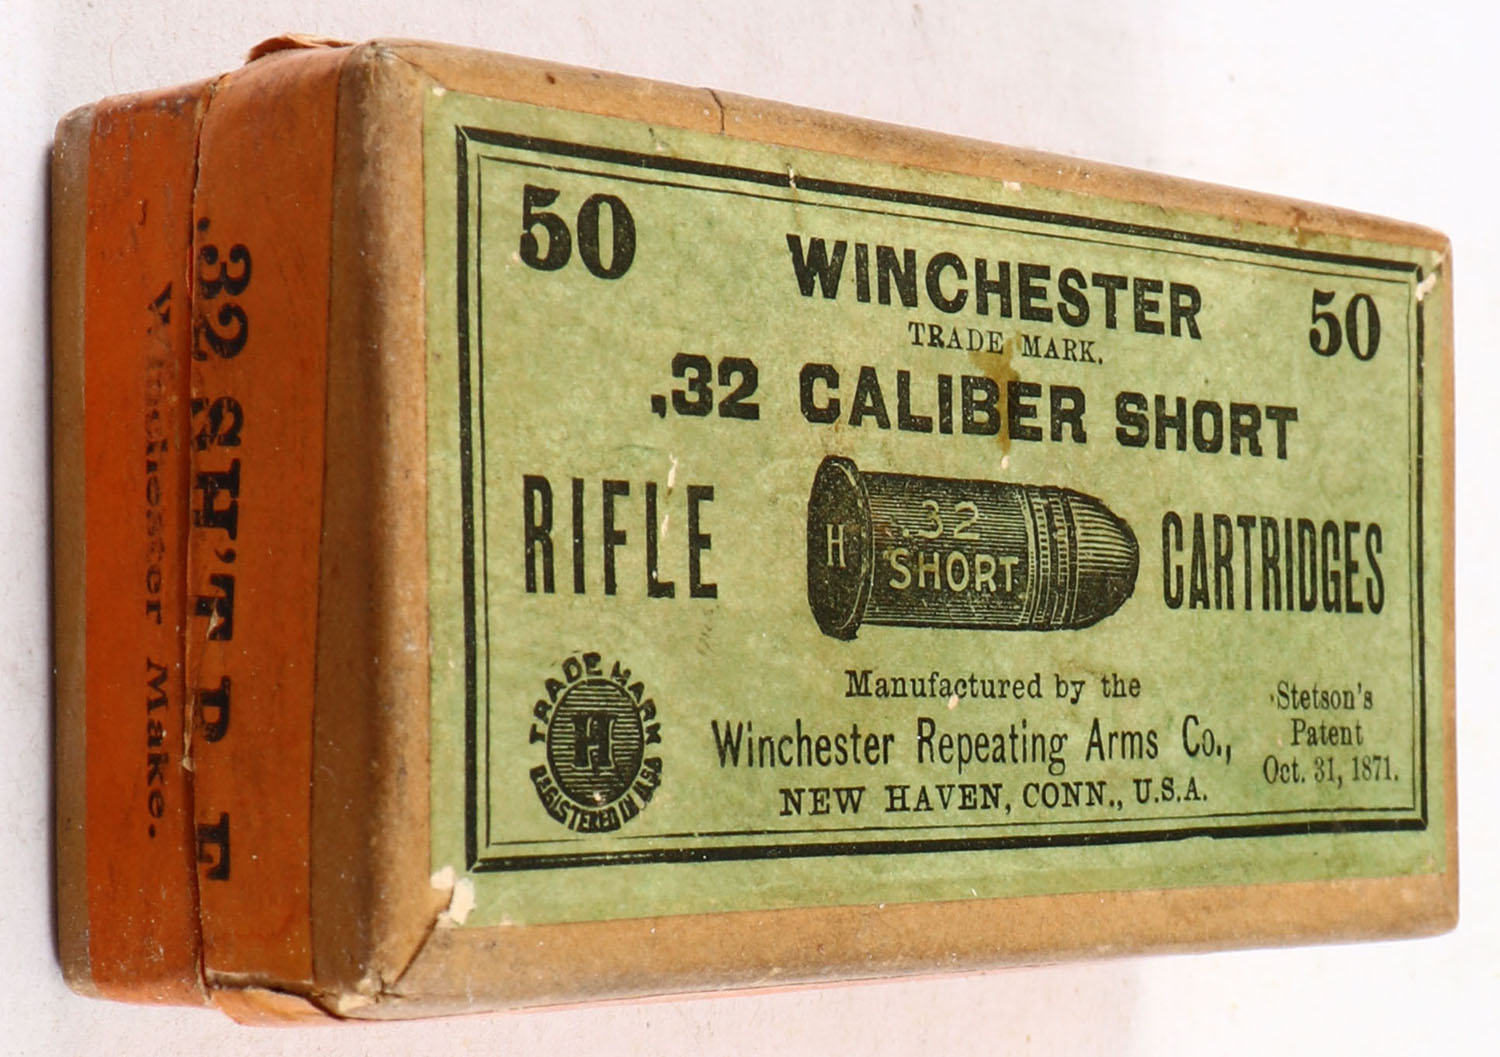 50
50
WINCHESTER
TRADE MARK.
.32 CALIBER SHORT
RIFLE
H
.32
SHORT
CARTRIDGES
TRADE MARK
H
REGISTERED IN U.S.A.
Manufactured by the
Winchester Repeating Arms Co.,
NEW HAVEN, CONN., U.S.A.
Stetson's
Patent
Oct. 31, 1871.
.32 SH'T R F
Winchester Make.